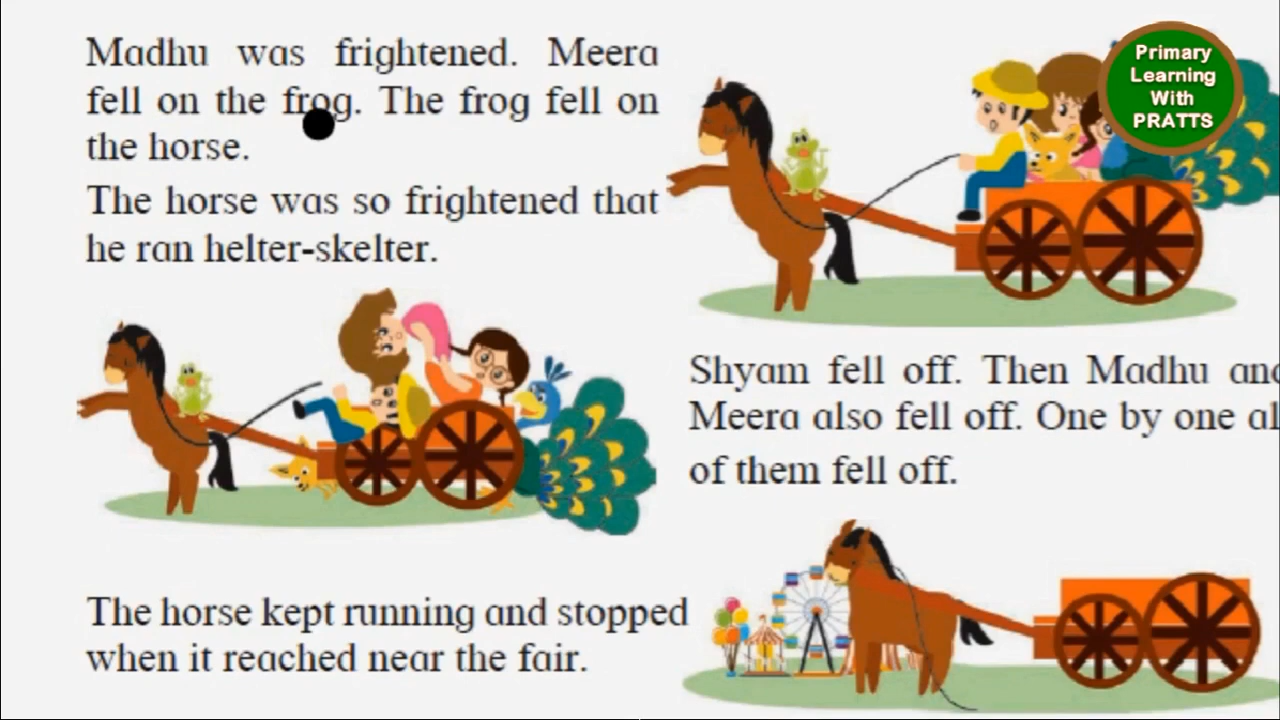 Madhu was frightened. Meera
fell on the frog. The frog fell on
the horse.
The horse was so frightened that
he ran helter-skelter.
Primary
Learning
With
PRATTS
Shyam fell off. Then Madhu and
Meera also fell off. One by one al
of them fell off.
The horse kept running and stopped
when it reached near the fair.